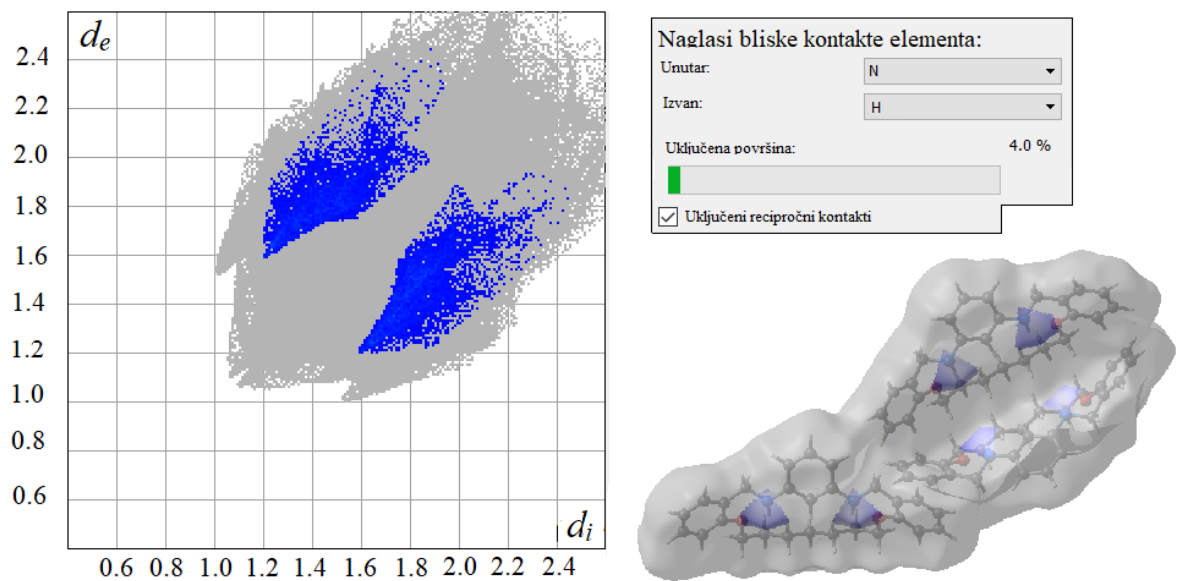 d_e
2.4
2.2
2.0
1.8
1.6
1.4
1.2
1.0
0.8
0.6
d_i
0.6 0.8 1.0 1.2 1.4 1.6 1.8 2.0 2.2 2.4
Naglasi bliske kontakte elementa:
Unutar: N
Izvan: H
Uključena površina: 4.0 %
Uključeni recipročni kontakti